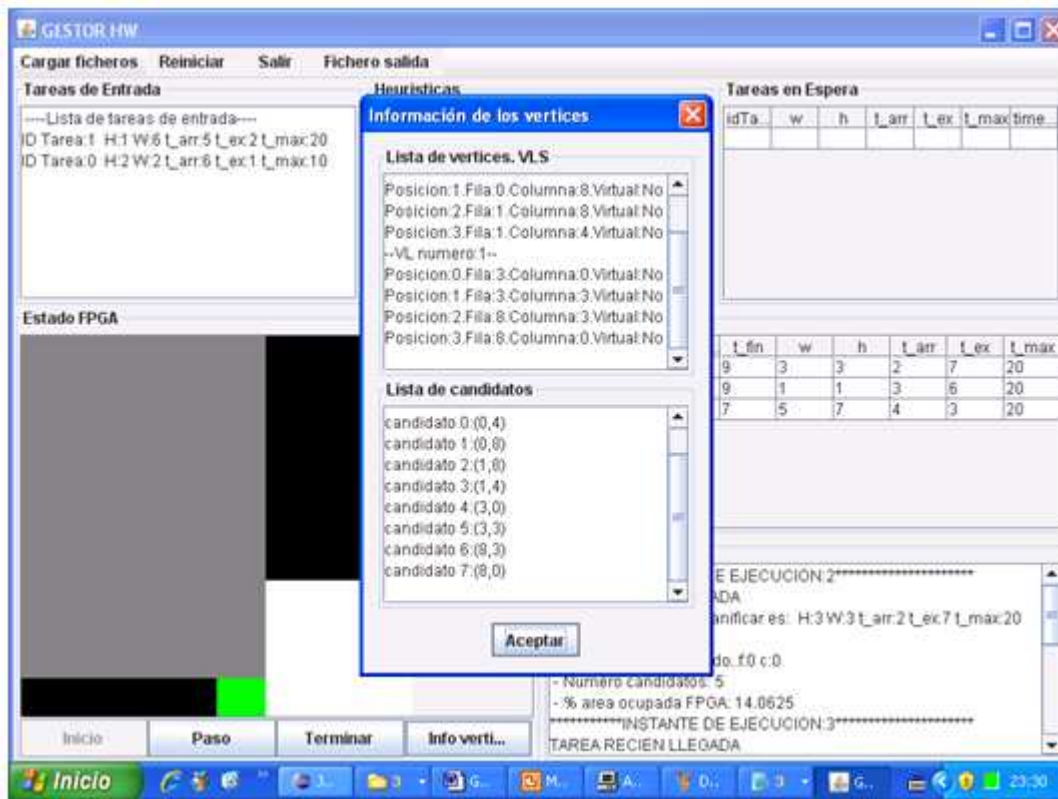 GESTOR HW
Cargar ficheros Reiniciar Salir Fichero salida
Tareas de Entrada
----Lista de tareas de entrada----
ID Tarea:1 H:1 W:6 t_arr:5 t_ex:2 t_max:20
ID Tarea:0 H:2 W:2 t_arr:6 t_ex:1 t_max:10
Heuristicas
Tareas en Espera
idTa... w h t_arr t_ex t_max time...
Información de los vertices
Lista de vertices. VLS
Posicion:1.Fila:0.Columna:8.Virtual:No
Posicion:2.Fila:1.Columna:8.Virtual:No
Posicion:3.Fila:1.Columna:4.Virtual:No
--VL numero:1--
Posicion:0.Fila:3.Columna:0.Virtual:No
Posicion:1.Fila:3.Columna:3.Virtual:No
Posicion:2.Fila:8.Columna:3.Virtual:No
Posicion:3.Fila:8.Columna:0.Virtual:No
Lista de candidatos
candidato 0:(0,4)
candidato 1:(0,8)
candidato 2:(1,8)
candidato 3:(1,4)
candidato 4:(3,0)
candidato 5:(3,3)
candidato 6:(8,3)
candidato 7:(8,0)
Aceptar
Estado FPGA
t_fin w h t_arr t_ex t_max
9 3 3 2 7 20
9 1 1 3 6 20
7 5 7 4 3 20
E EJECUCION:2***********************
ADA
anificar es: H:3 W:3 t_arr:2 t_ex:7 t_max:20
do..f:0 c:0
- Numero candidatos: 5
- % area ocupada FPGA: 14.0625
***********INSTANTE DE EJECUCION:3***********************
TAREA RECIEN LLEGADA
Inicio Paso Terminar Info verti...
Inicio J... 3 G... M... A... D... 3 G... 23:30